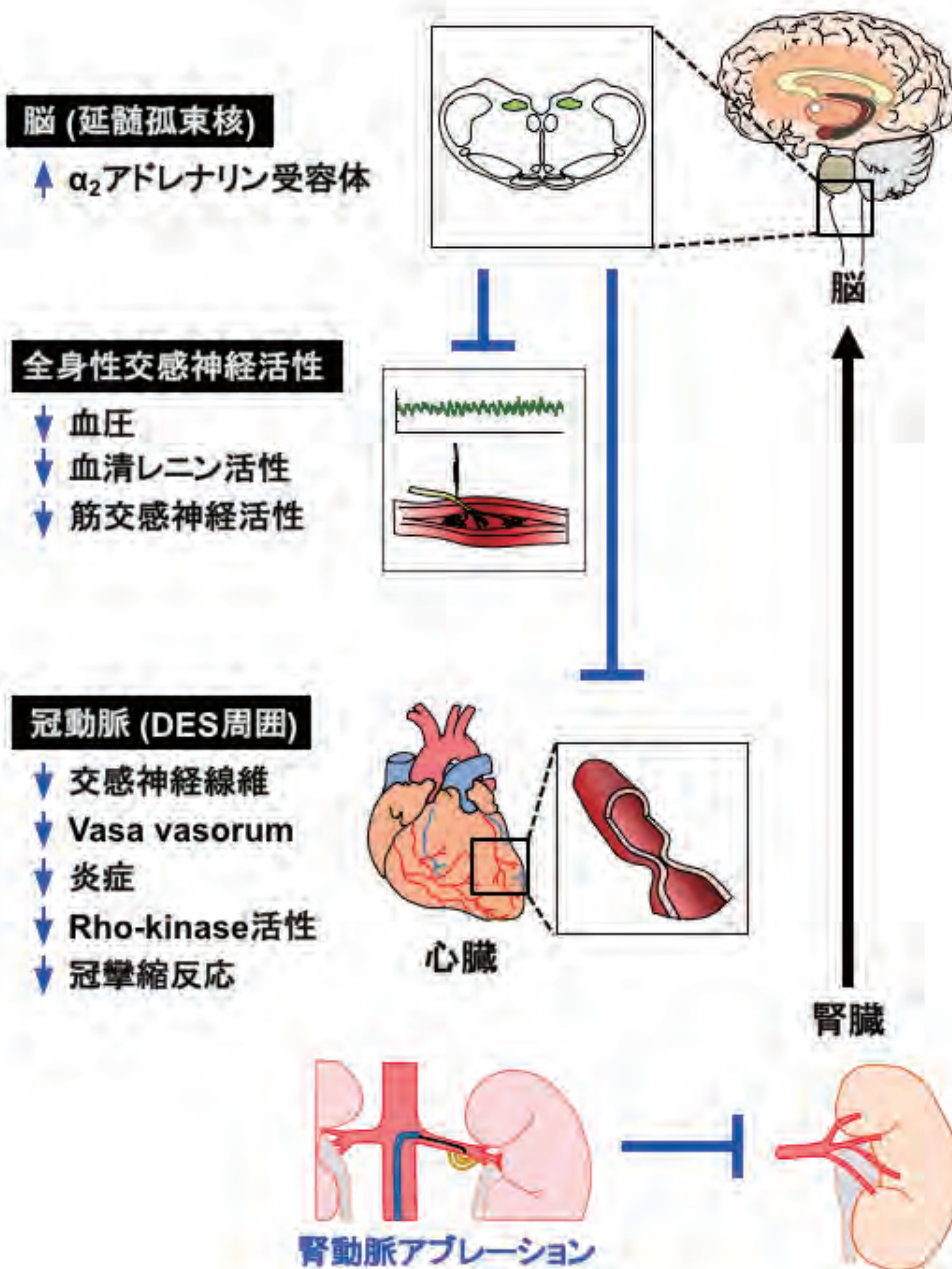 脳 (延髄孤束核)
α₂アドレナリン受容体
脳
全身性交感神経活性
血圧
血清レニン活性
筋交感神経活性
冠動脈 (DES周囲)
交感神経線維
Vasa vasorum
炎症
Rho-kinase活性
冠攣縮反応
心臓
腎臓
腎動脈アブレーション